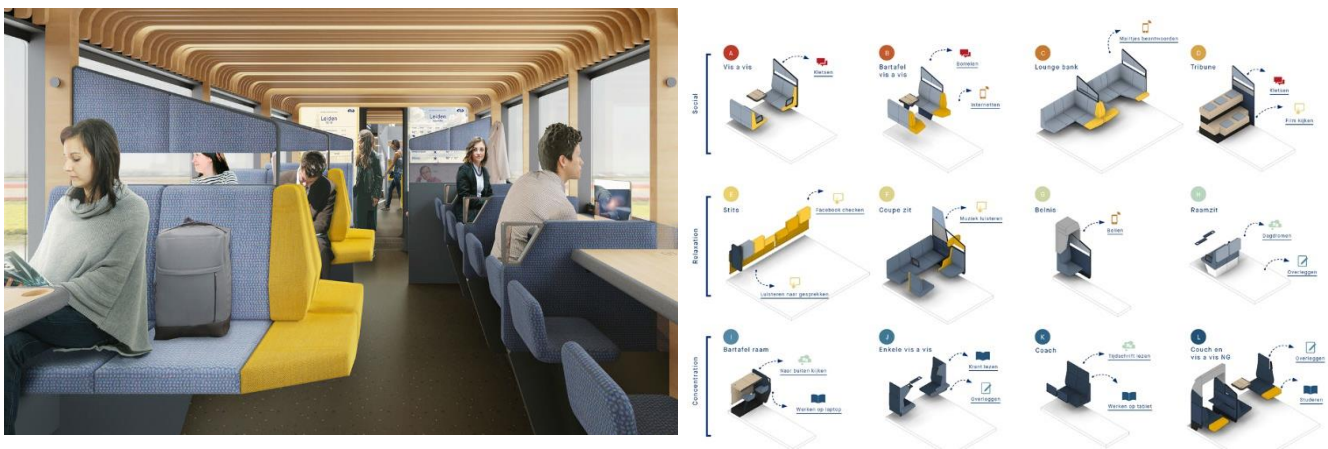 Leiden
Leiden
Social
A
Vis a vis
Kletsen
B
Bartafel
vis a vis
Borrelen
Internetten
C
Lounge bank
Mailtjes beantwoorden
D
Tribune
Kletsen
Film kijken
Relaxation
E
Stits
Facebook checken
Luisteren naar gesprekken
F
Coupe zit
Muziek luisteren
G
Belnis
Bellen
H
Raamzit
Dagdromen
Overleggen
Concentration
I
Bartafel raam
Naar buiten kijken
Werken op laptop
J
Enkele vis a vis
Krant lezen
Overleggen
K
Coach
Tijdschrift lezen
Werken op tablet
L
Couch en
vis a vis NG
Overleggen
Studeren